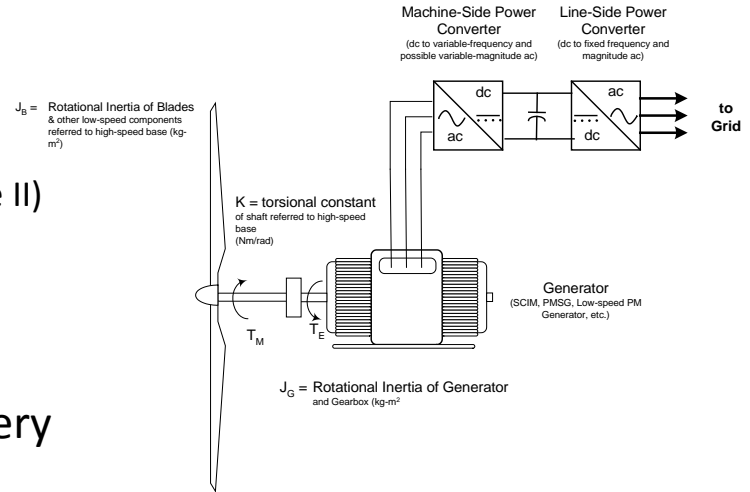 Machine-Side Power
Converter
(dc to variable-frequency and
possible variable-magnitude ac)
Line-Side Power
Converter
(dc to fixed frequency and
magnitude ac)
dc
ac
ac
dc
to
Grid
J_B = Rotational Inertia of Blades
& other low-speed components
referred to high-speed base (kg-
m²)
e II)
K = torsional constant
of shaft referred to high-speed
base
(Nm/rad)
Generator
(SCIM, PMSG, Low-speed PM
Generator, etc.)
T_M
T_E
J_G = Rotational Inertia of Generator
and Gearbox (kg-m²
ery